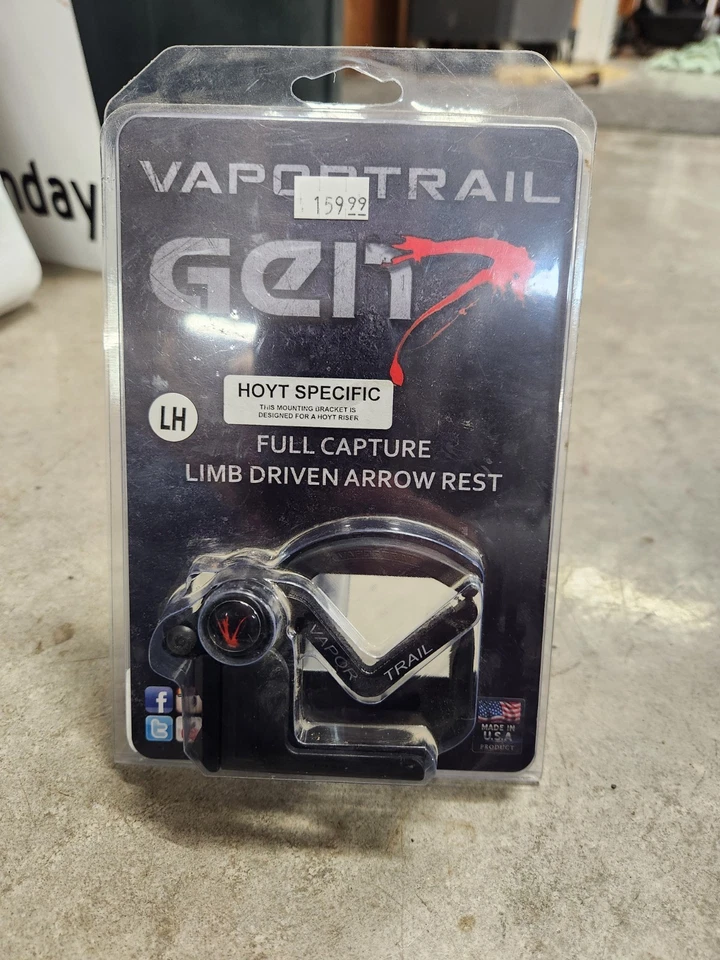 nday
VAPORTRAIL
$159.99
Gen 7
HOYT SPECIFIC
THIS MOUNTING BRACKET IS
DESIGNED FOR A HOYT RISER
LH
FULL CAPTURE
LIMB DRIVEN ARROW REST
V
VAPOR TRAIL
f
t
MADE IN
U.S.A
PRODUCT